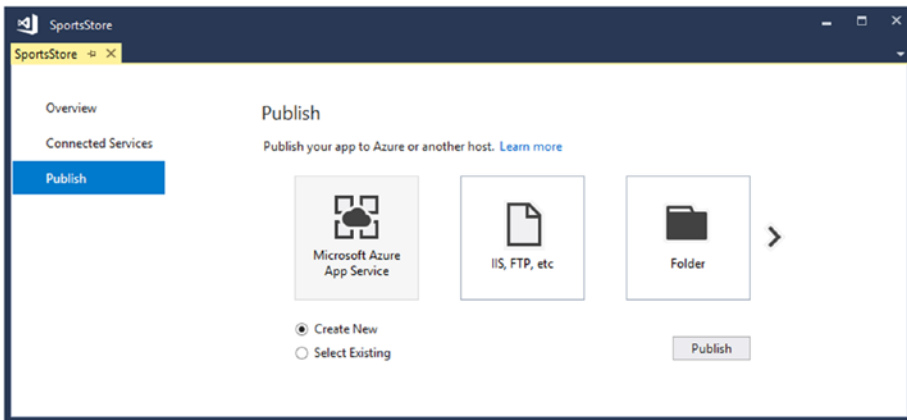 SportsStore
SportsStore
Overview
Connected Services
Publish
Publish
Publish your app to Azure or another host. Learn more
Microsoft Azure
App Service
IIS, FTP, etc
Folder
Create New
Select Existing
Publish